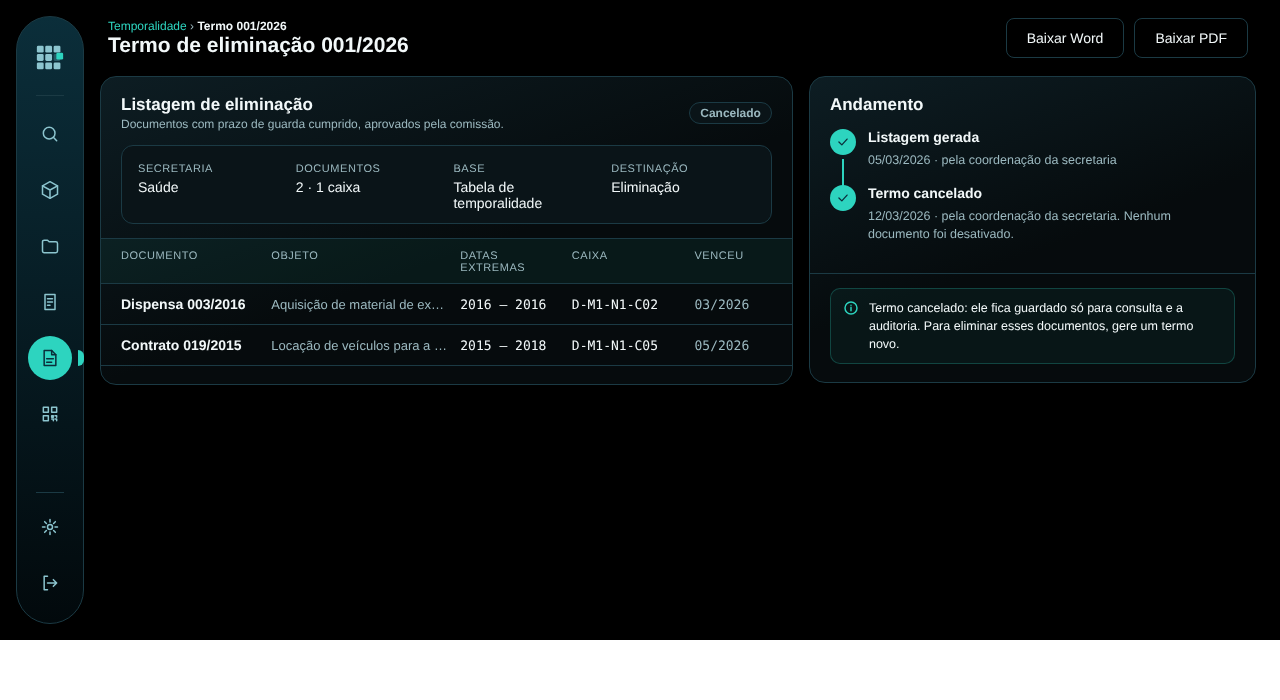 Temporalidade › Termo 001/2026
Termo de eliminação 001/2026
Baixar Word
Baixar PDF
Listagem de eliminação
Documentos com prazo de guarda cumprido, aprovados pela comissão.
Cancelado
SECRETARIA
Saúde
DOCUMENTOS
2 · 1 caixa
BASE
Tabela de
temporalidade
DESTINAÇÃO
Eliminação
DOCUMENTO OBJETO DATAS EXTREMAS CAIXA VENCEU
Dispensa 003/2016 Aquisição de material de ex… 2016 – 2016 D-M1-N1-C02 03/2026
Contrato 019/2015 Locação de veículos para a … 2015 – 2018 D-M1-N1-C05 05/2026
Andamento
Listagem gerada
05/03/2026 · pela coordenação da secretaria
Termo cancelado
12/03/2026 · pela coordenação da secretaria. Nenhum
documento foi desativado.
Termo cancelado: ele fica guardado só para consulta e a
auditoria. Para eliminar esses documentos, gere um termo
novo.